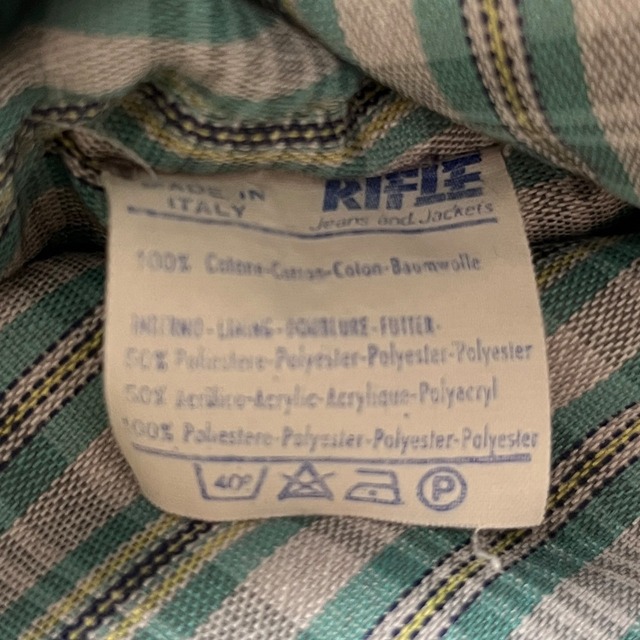 MADE IN
ITALY
RIFLE
Jeans and Jackets
100% Cotone-Cotton-Coton-Baumwolle
INTERNO-LINING-DOUBLURE-FUTTER
50% Poliestere-Polyester-Polyester-Polyester
50% Acrilico-Acrylic-Acrylique-Polyacryl
100% Poliestere-Polyester-Polyester-Polyester
40°
P